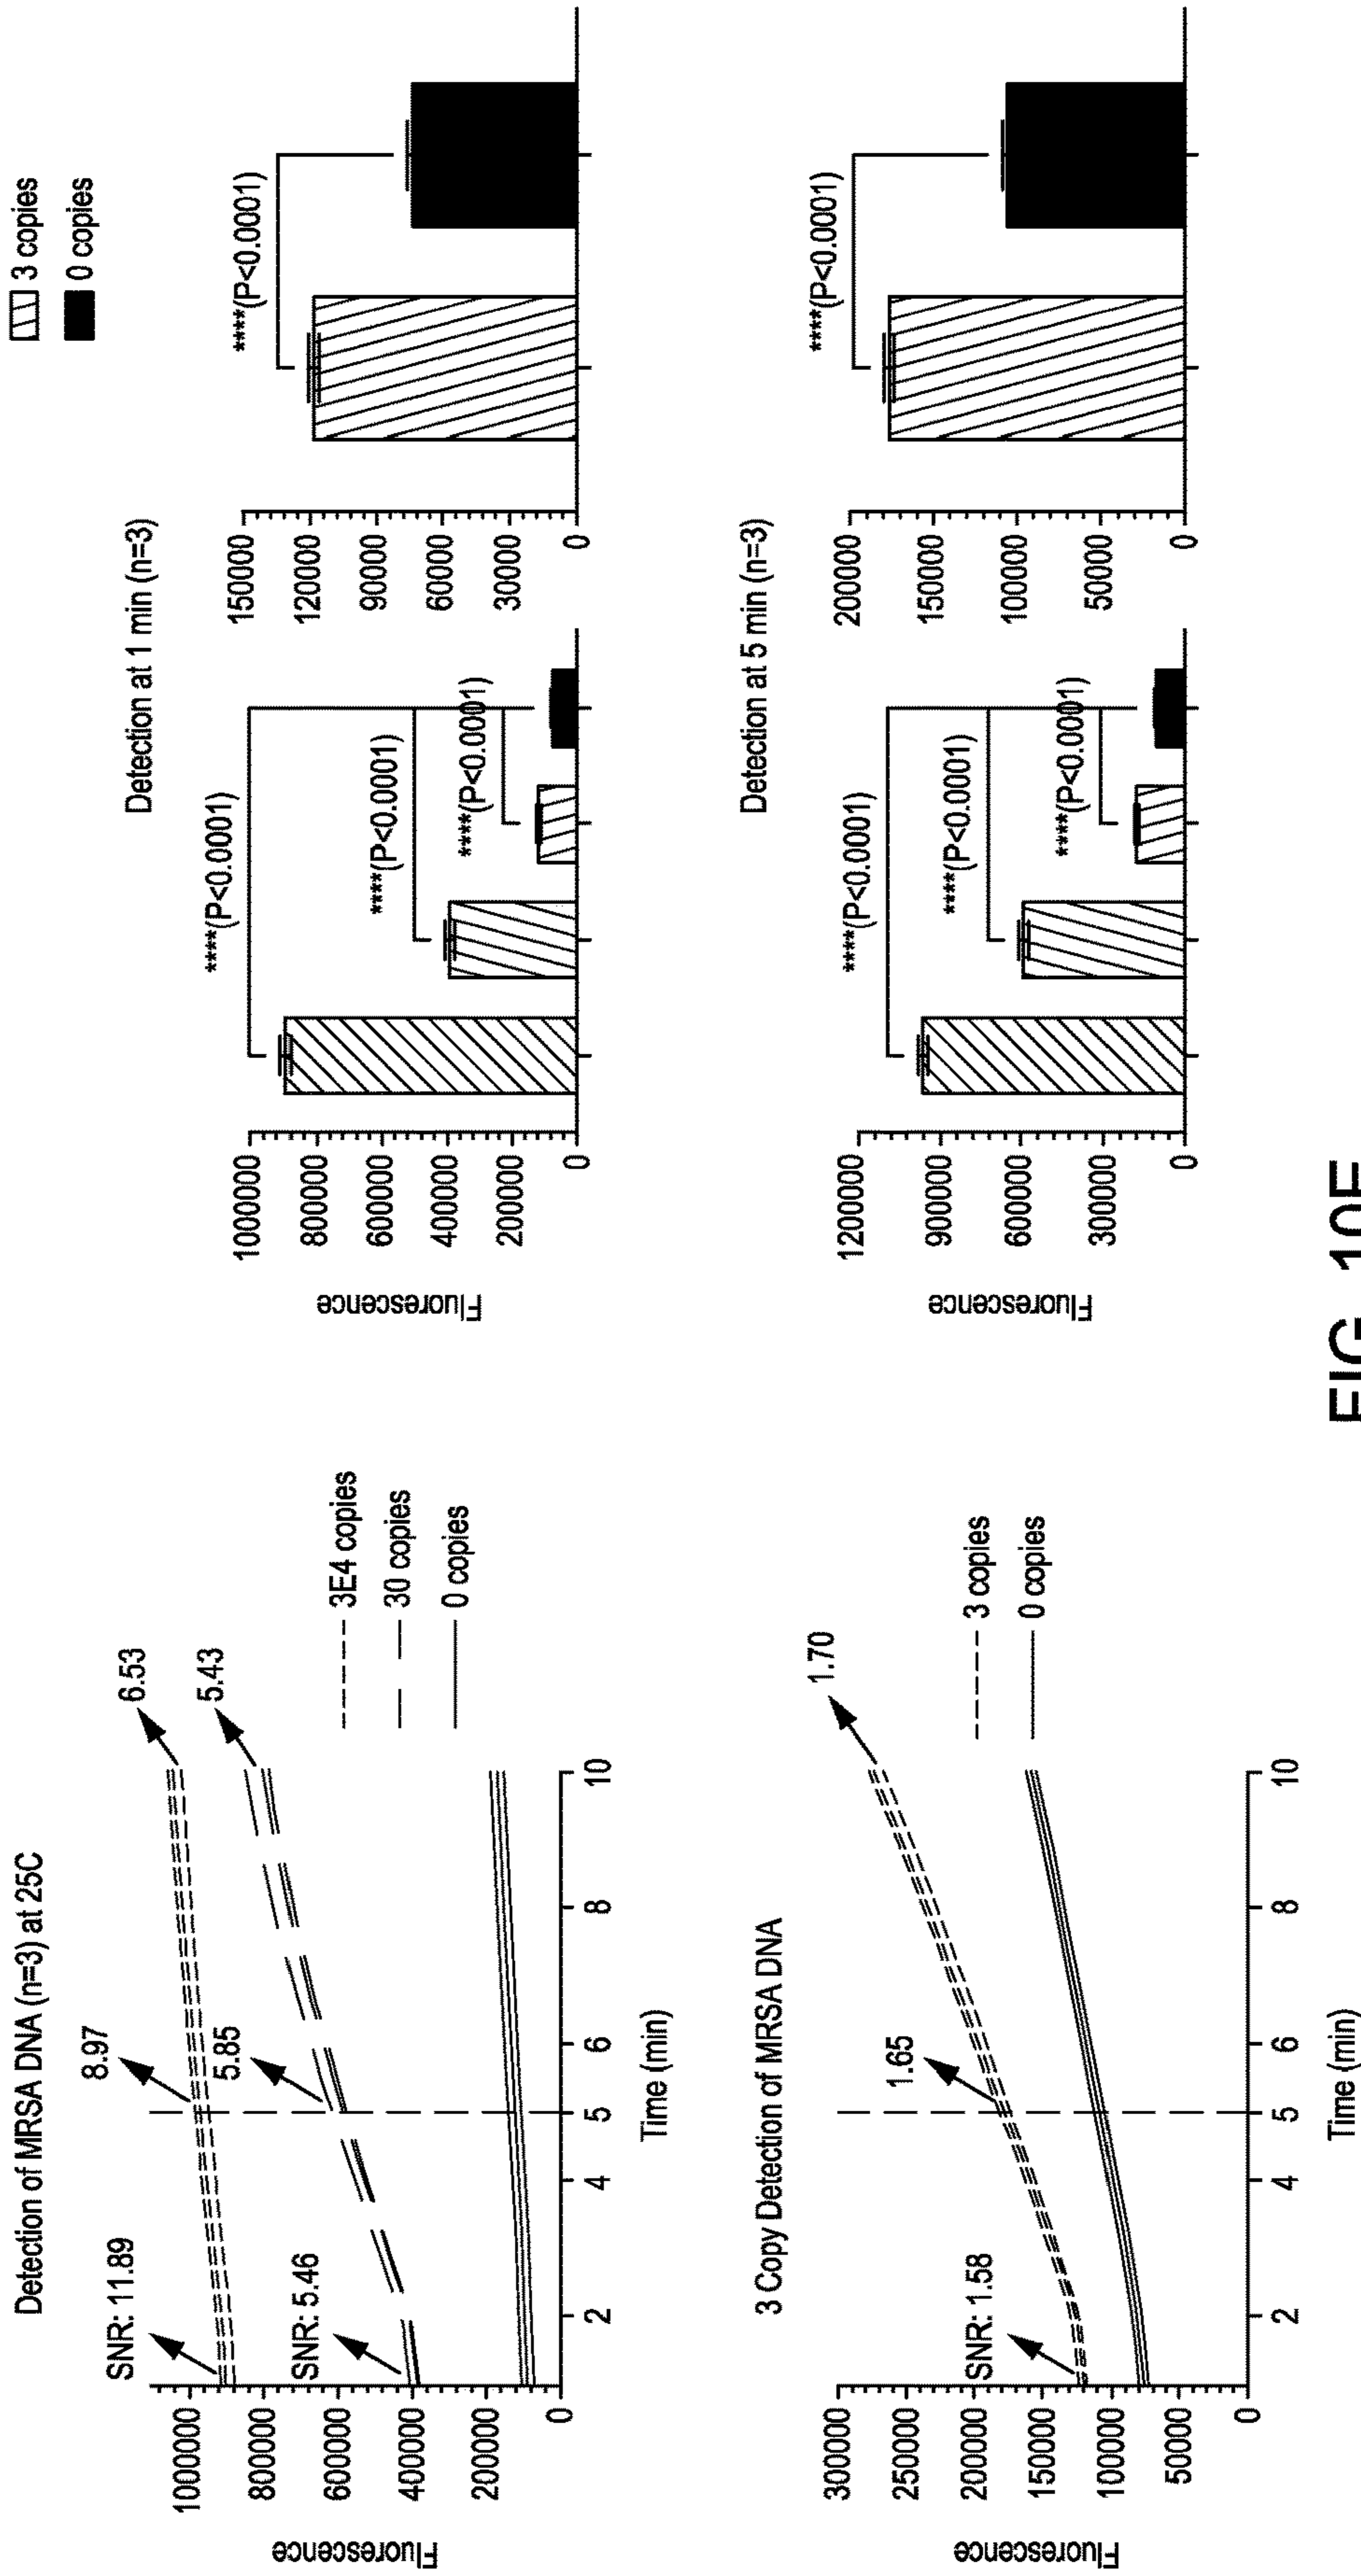 3 copies
0 copies
Detection of MRSA DNA (n=3) at 25C
Fluorescence
1000000
800000
600000
400000
200000
0
2
4
5
6
8
10
Time (min)
SNR: 11.89
8.97
6.53
SNR: 5.46
5.85
5.43
3E4 copies
30 copies
0 copies
Detection at 1 min (n=3)
Fluorescence
1000000
800000
600000
400000
200000
0
****(P<0.0001)
****(P<0.0001)
****(P<0.0001)
150000
120000
90000
60000
30000
0
****(P<0.0001)
3 Copy Detection of MRSA DNA
Fluorescence
300000
250000
200000
150000
100000
50000
0
2
4
5
6
8
10
Time (min)
SNR: 1.58
1.65
1.70
3 copies
0 copies
Detection at 5 min (n=3)
Fluorescence
1200000
900000
600000
300000
0
****(P<0.0001)
****(P<0.0001)
****(P<0.0001)
200000
150000
100000
50000
0
****(P<0.0001)